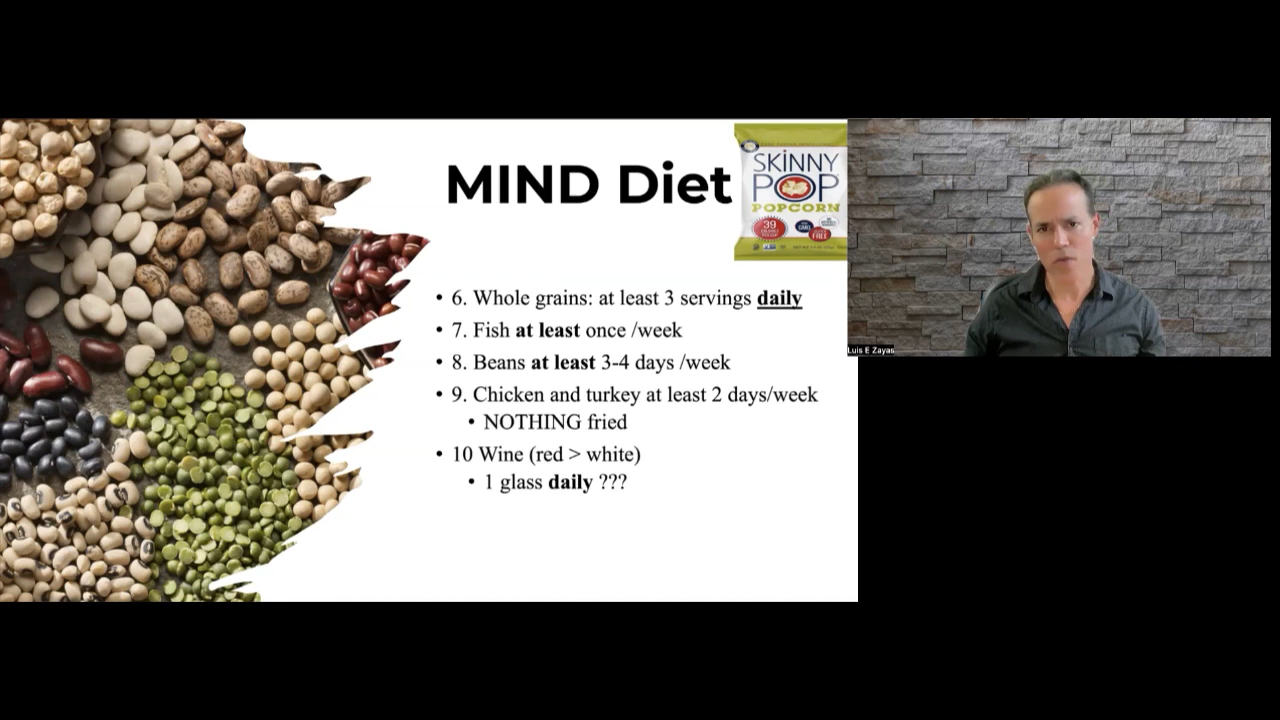 MIND Diet
SKINNY
POP
POPCORN
39
FREE
• 6. Whole grains: at least 3 servings daily
• 7. Fish at least once /week
• 8. Beans at least 3-4 days /week
• 9. Chicken and turkey at least 2 days/week
• NOTHING fried
• 10 Wine (red > white)
• 1 glass daily ???
Luis E Zayas